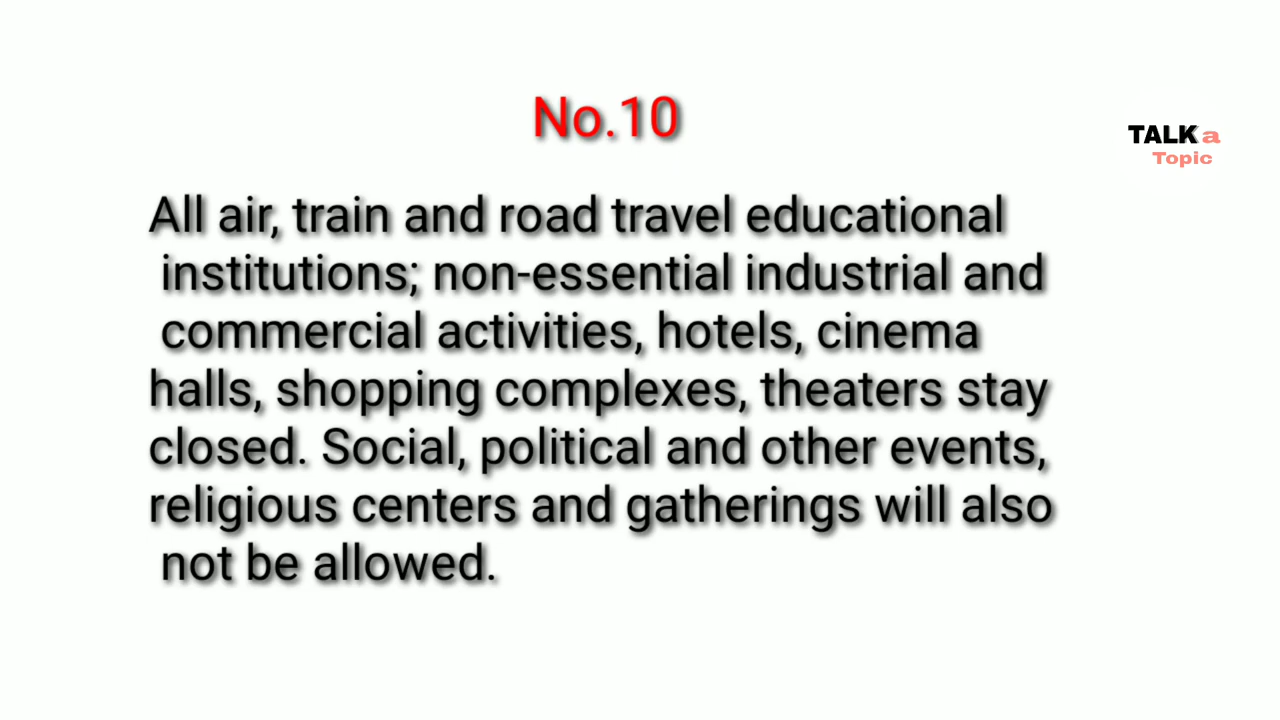 No.10
TALK a
Topic
All air, train and road travel educational
institutions; non-essential industrial and
commercial activities, hotels, cinema
halls, shopping complexes, theaters stay
closed. Social, political and other events,
religious centers and gatherings will also
not be allowed.